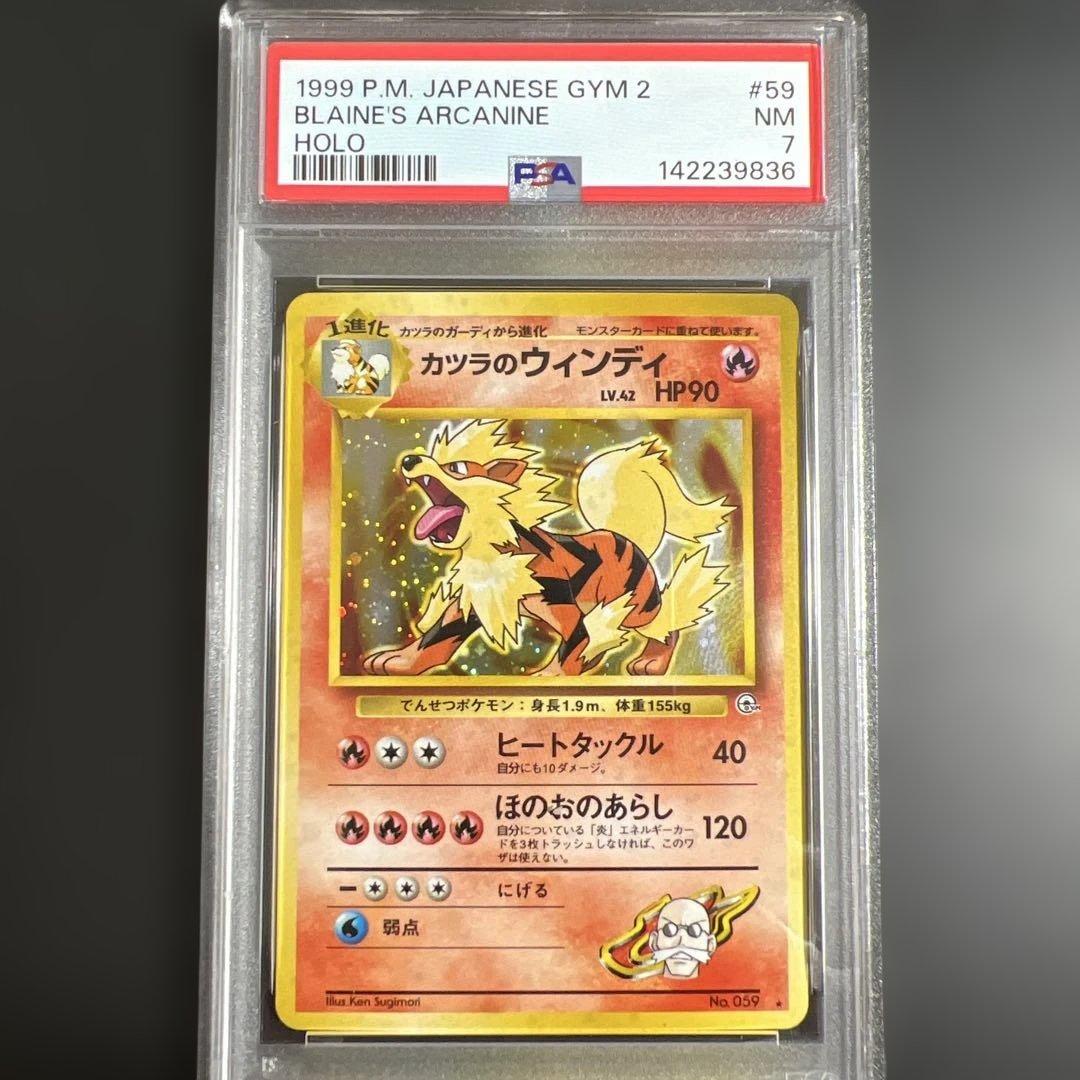 1999 P.M. JAPANESE GYM 2 #59
BLAINE'S ARCANINE NM
HOLO 7
PSA 142239836
1進化 カツラのガーディから進化 モンスターカードに重ねて使います。
カツラのウィンディ
LV.42 HP90
でんせつポケモン:身長1.9m、体重155kg
GYM
ヒートタックル 40
自分にも10ダメージ。
ほのおのあらし 120
自分についている「炎」エネルギーカー
ドを3枚トラッシュしなければ、このワ
ザは使えない。
ー にげる
弱点
Illus. Ken Sugimori No. 059 ★